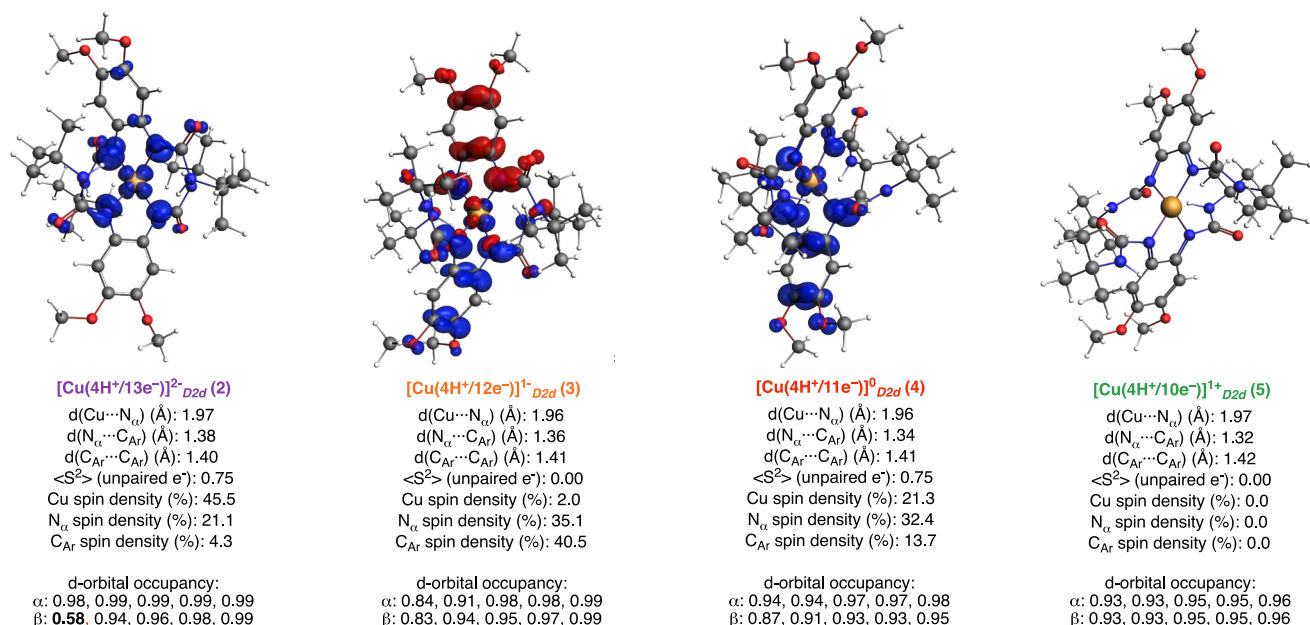 [Cu(4H⁺/13e⁻)]²⁻D2d (2)
d(Cu···Nα) (Å): 1.97
d(Nα···CAr) (Å): 1.38
d(CAr···CAr) (Å): 1.40
<S²> (unpaired e⁻): 0.75
Cu spin density (%): 45.5
Nα spin density (%): 21.1
CAr spin density (%): 4.3
d-orbital occupancy:
α: 0.98, 0.99, 0.99, 0.99, 0.99
β: 0.58, 0.94, 0.96, 0.98, 0.99
[Cu(4H⁺/12e⁻)]¹⁻D2d (3)
d(Cu···Nα) (Å): 1.96
d(Nα···CAr) (Å): 1.36
d(CAr···CAr) (Å): 1.41
<S²> (unpaired e⁻): 0.00
Cu spin density (%): 2.0
Nα spin density (%): 35.1
CAr spin density (%): 40.5
d-orbital occupancy:
α: 0.84, 0.91, 0.98, 0.98, 0.99
β: 0.83, 0.94, 0.95, 0.97, 0.99
[Cu(4H⁺/11e⁻)]⁰D2d (4)
d(Cu···Nα) (Å): 1.96
d(Nα···CAr) (Å): 1.34
d(CAr···CAr) (Å): 1.41
<S²> (unpaired e⁻): 0.75
Cu spin density (%): 21.3
Nα spin density (%): 32.4
CAr spin density (%): 13.7
d-orbital occupancy:
α: 0.94, 0.94, 0.97, 0.97, 0.98
β: 0.87, 0.91, 0.93, 0.93, 0.95
[Cu(4H⁺/10e⁻)]¹⁺D2d (5)
d(Cu···Nα) (Å): 1.97
d(Nα···CAr) (Å): 1.32
d(CAr···CAr) (Å): 1.42
<S²> (unpaired e⁻): 0.00
Cu spin density (%): 0.0
Nα spin density (%): 0.0
CAr spin density (%): 0.0
d-orbital occupancy:
α: 0.93, 0.93, 0.95, 0.95, 0.96
β: 0.93, 0.93, 0.95, 0.95, 0.96